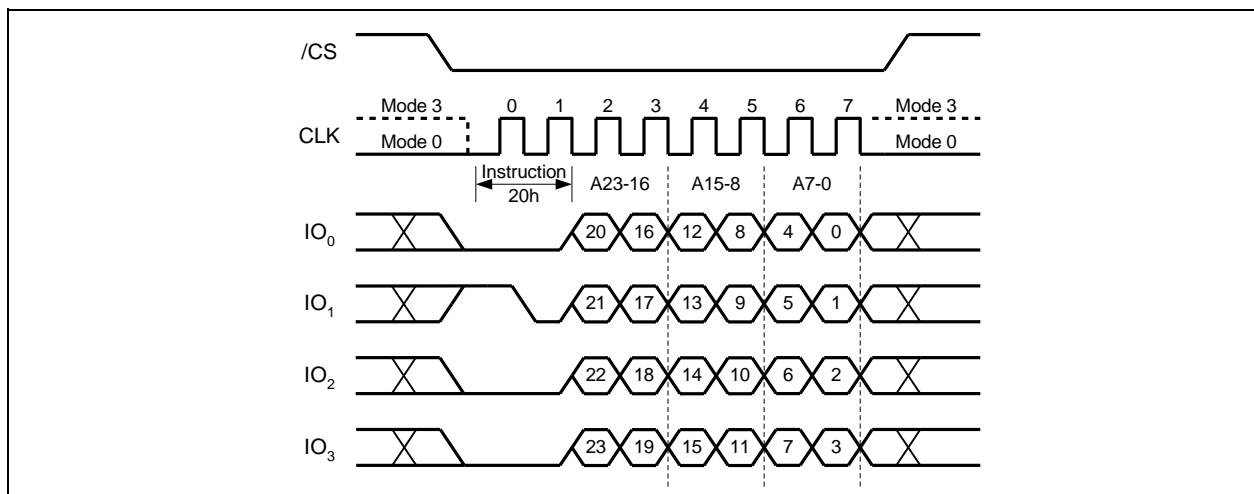 /CS
Mode 3 0 1 2 3 4 5 6 7 Mode 3
CLK Mode 0 Mode 0
Instruction
20h A23-16 A15-8 A7-0
IO0 20 16 12 8 4 0
IO1 21 17 13 9 5 1
IO2 22 18 14 10 6 2
IO3 23 19 15 11 7 3